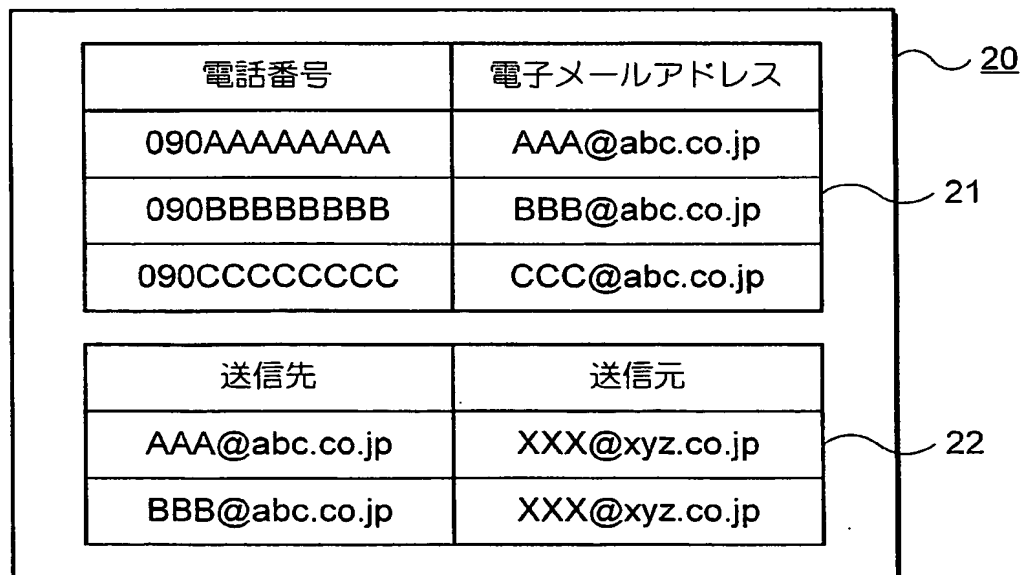 電話番号 電子メールアドレス
20
090AAAAAAAA AAA@abc.co.jp
090BBBBBBBB BBB@abc.co.jp
21
090CCCCCCCC CCC@abc.co.jp
送信先 送信元
AAA@abc.co.jp XXX@xyz.co.jp
22
BBB@abc.co.jp XXX@xyz.co.jp